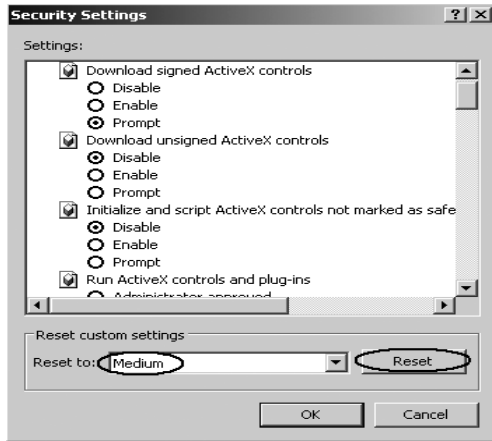 Security Settings
Settings:
Download signed ActiveX controls
Disable
Enable
Prompt
Download unsigned ActiveX controls
Disable
Enable
Prompt
Initialize and script ActiveX controls not marked as safe
Disable
Enable
Prompt
Run ActiveX controls and plug-ins
Administrator approved
Reset custom settings
Reset to: Medium Reset
OK Cancel